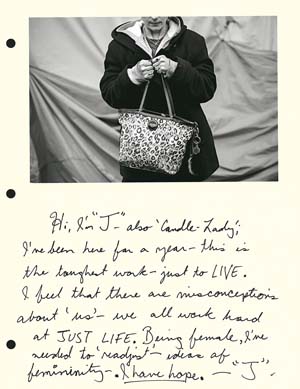 Hi, I'm "J" - also 'Candle-Lady';
I've been here for a year - this is
the toughest work - just to LIVE.
I feel that there are misconceptions
about 'us' - we all work hard
at JUST LIFE. Being female, I've
needed to 'readjust' - ideas of
femininity -. I have hope. - "J"